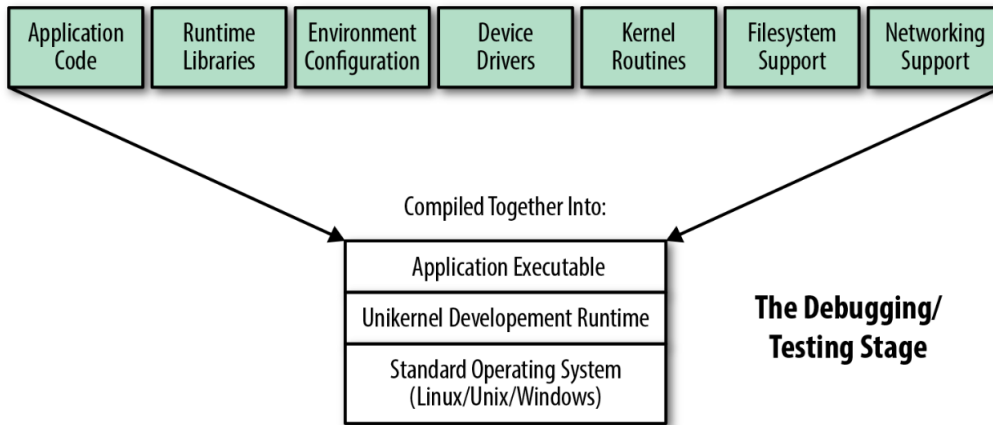 Application
Code
Runtime
Libraries
Environment
Configuration
Device
Drivers
Kernel
Routines
Filesystem
Support
Networking
Support
Compiled Together Into:
Application Executable
Unikernel Developement Runtime
Standard Operating System
(Linux/Unix/Windows)
The Debugging/
Testing Stage